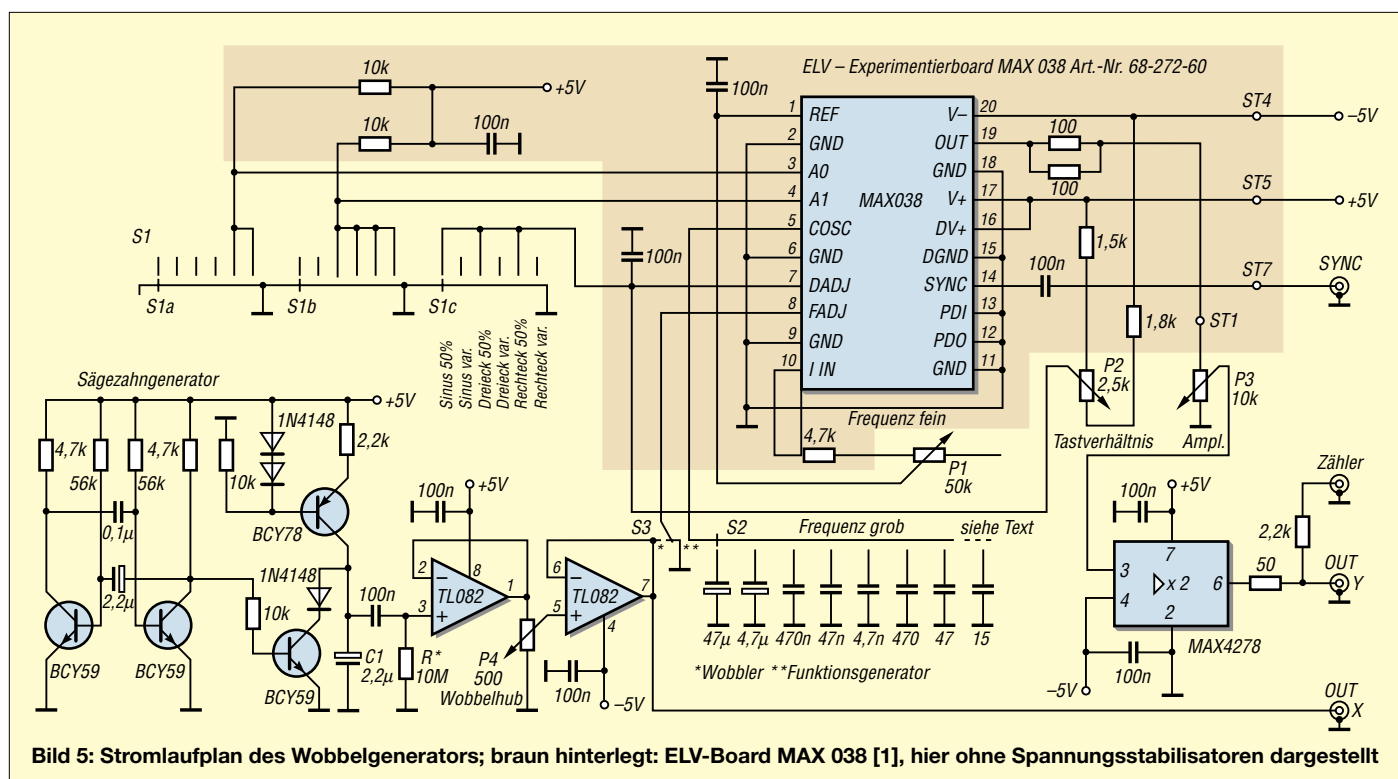 ELV – Experimentierboard MAX 038 Art.-Nr. 68-272-60
10k
+5V
10k
100n
100n
1 REF
2 GND
3 A0
4 A1
5 COSC
6 GND
7 DADJ
8 FADJ
9 GND
10 I IN
MAX038
V– 20
OUT 19
GND 18
V+ 17
DV+ 16
DGND 15
SYNC 14
PDI 13
PDO 12
GND 11
100
100
ST4
–5V
ST5
+5V
1,5k
100n
ST7
SYNC
1,8k
ST1
S1
S1a
S1b
S1c
100n
Sinus 50%
Sinus var.
Dreieck 50%
Dreieck var.
Rechteck 50%
Rechteck var.
P2
2,5k
Tastverhältnis
P3
10k
Ampl.
Frequenz fein
4,7k
P1
50k
Sägezahngenerator
+5V
4,7k
56k
4,7k
56k
10k
1N4148
2,2k
BCY78
0,1µ
2,2µ
1N4148
10k
BCY59
BCY59
BCY59
C1
2,2µ
100n
R*
10M
100n
+5V
2
3
8
1
TL082
P4
500
Wobbelhub
6
5
7
4
TL082
100n
–5V
S3
*
**
S2
Frequenz grob
siehe Text
47µ
4,7µ
470n
47n
4,7n
470
47
15
*Wobbler **Funktionsgenerator
100n
+5V
7
3
4
x 2
6
2
MAX4278
100n
–5V
50
2,2k
Zähler
OUT
Y
OUT
X
Bild 5: Stromlaufplan des Wobbelgenerators; braun hinterlegt: ELV-Board MAX 038 [1], hier ohne Spannungsstabilisatoren dargestellt